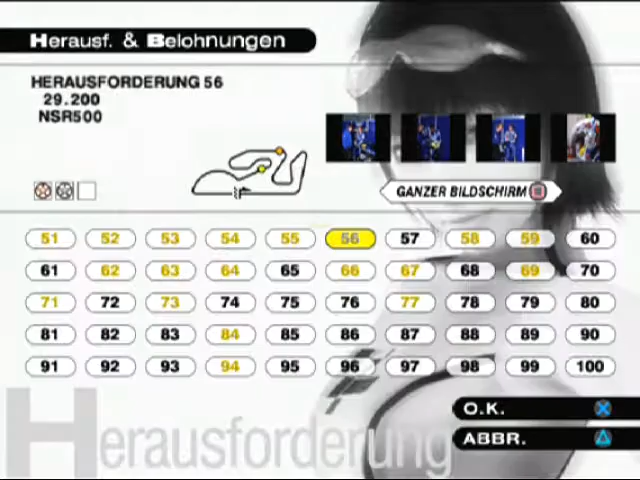 Herausf. & Belohnungen
HERAUSFORDERUNG 56
29.200
NSR500
GANZER BILDSCHIRM
51 52 53 54 55 56 57 58 59 60
61 62 63 64 65 66 67 68 69 70
71 72 73 74 75 76 77 78 79 80
81 82 83 84 85 86 87 88 89 90
91 92 93 94 95 96 97 98 99 100
O.K.
ABBR.
Herausforderung